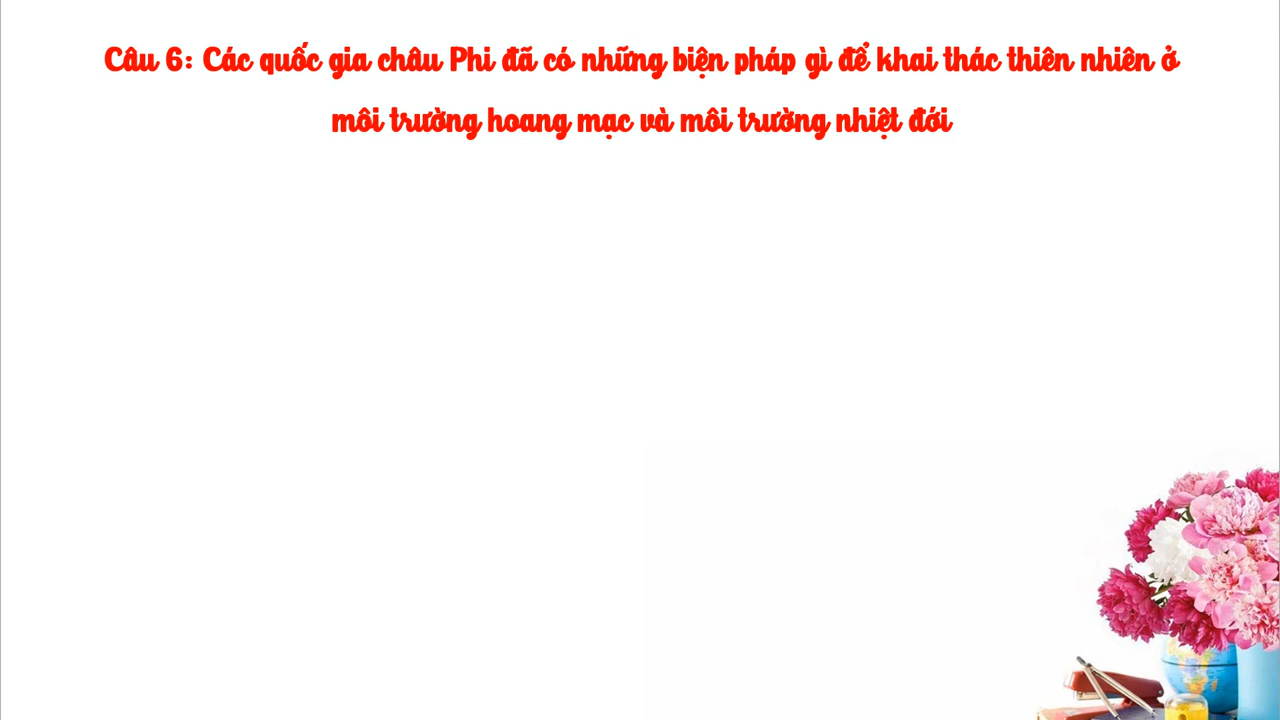 Câu 6: Các quốc gia châu Phi đã có những biện pháp gì để khai thác thiên nhiên ở
môi trường hoang mạc và môi trường nhiệt đới